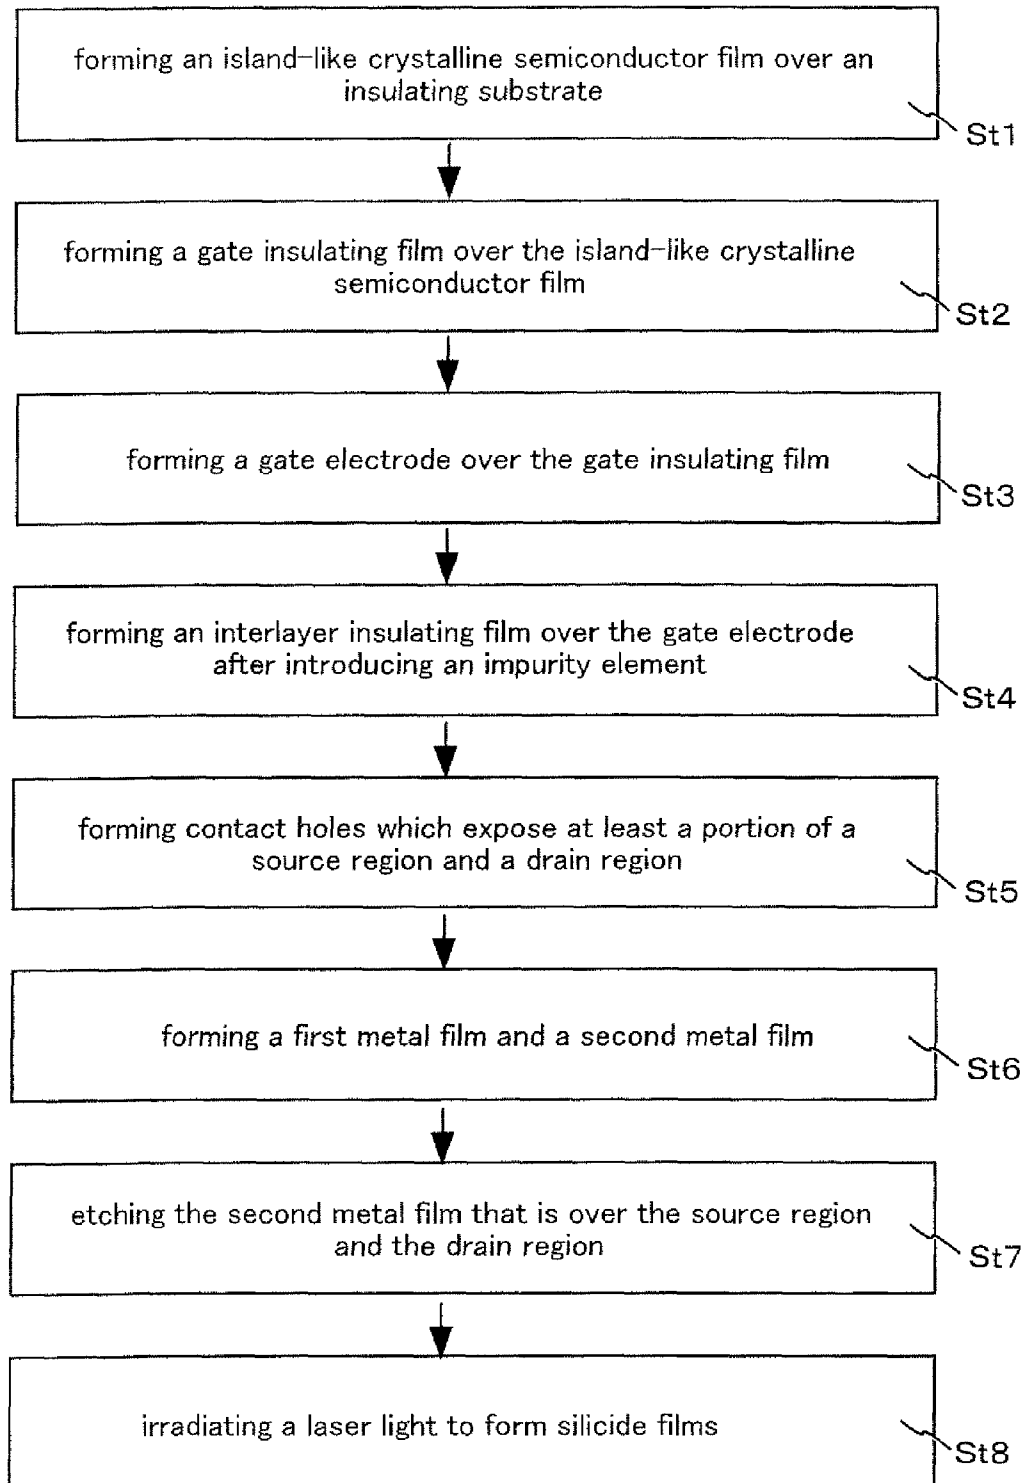 forming an island-like crystalline semiconductor film over an
insulating substrate
St1
forming a gate insulating film over the island-like crystalline
semiconductor film
St2
forming a gate electrode over the gate insulating film
St3
forming an interlayer insulating film over the gate electrode
after introducing an impurity element
St4
forming contact holes which expose at least a portion of a
source region and a drain region
St5
forming a first metal film and a second metal film
St6
etching the second metal film that is over the source region
and the drain region
St7
irradiating a laser light to form silicide films
St8